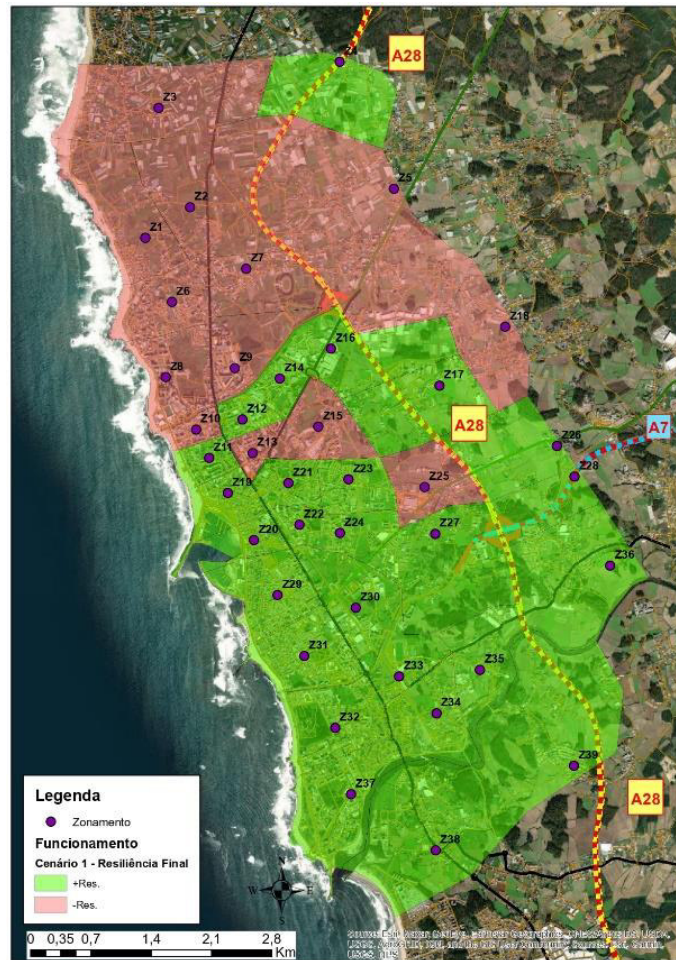 A28
Z3
Z5
Z2
Z1
Z7
Z6
Z18
Z16
Z9
Z14
Z8
Z17
Z12
Z10
Z15
A28
A7
Z11
Z13
Z26
Z21
Z23
Z25
Z28
Z19
Z22
Z24
Z27
Z20
Z36
Z29
Z30
Z31
Z33
Z35
Z34
Z32
Z39
Z37
A28
Z38
Legenda
Zonamento
Funcionamento
Cenário 1 - Resiliência Final
+Res.
-Res.
N
W E
S
0 0,35 0,7 1,4 2,1 2,8
Km